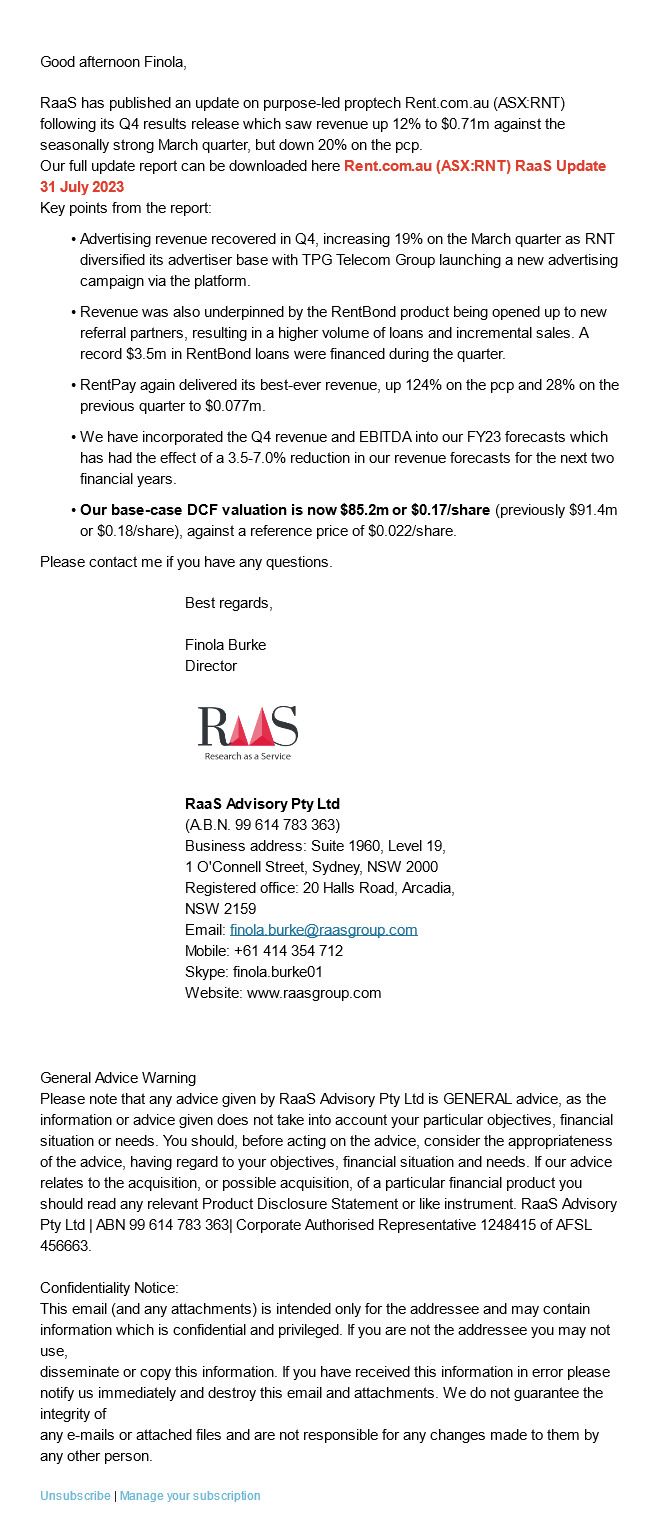 Good afternoon Finola,
RaaS has published an update on purpose-led proptech Rent.com.au (ASX:RNT)
following its Q4 results release which saw revenue up 12% to $0.71m against the
seasonally strong March quarter, but down 20% on the pcp.
Our full update report can be downloaded here Rent.com.au (ASX:RNT) RaaS Update
31 July 2023
Key points from the report:
• Advertising revenue recovered in Q4, increasing 19% on the March quarter as RNT
diversified its advertiser base with TPG Telecom Group launching a new advertising
campaign via the platform.
• Revenue was also underpinned by the RentBond product being opened up to new
referral partners, resulting in a higher volume of loans and incremental sales. A
record $3.5m in RentBond loans were financed during the quarter.
• RentPay again delivered its best-ever revenue, up 124% on the pcp and 28% on the
previous quarter to $0.077m.
• We have incorporated the Q4 revenue and EBITDA into our FY23 forecasts which
has had the effect of a 3.5-7.0% reduction in our revenue forecasts for the next two
financial years.
• Our base-case DCF valuation is now $85.2m or $0.17/share (previously $91.4m
or $0.18/share), against a reference price of $0.022/share.
Please contact me if you have any questions.
Best regards,
Finola Burke
Director
RaaS
Research as a Service
RaaS Advisory Pty Ltd
(A.B.N. 99 614 783 363)
Business address: Suite 1960, Level 19,
1 O'Connell Street, Sydney, NSW 2000
Registered office: 20 Halls Road, Arcadia,
NSW 2159
Email: finola.burke@raasgroup.com
Mobile: +61 414 354 712
Skype: finola.burke01
Website: www.raasgroup.com
General Advice Warning
Please note that any advice given by RaaS Advisory Pty Ltd is GENERAL advice, as the
information or advice given does not take into account your particular objectives, financial
situation or needs. You should, before acting on the advice, consider the appropriateness
of the advice, having regard to your objectives, financial situation and needs. If our advice
relates to the acquisition, or possible acquisition, of a particular financial product you
should read any relevant Product Disclosure Statement or like instrument. RaaS Advisory
Pty Ltd | ABN 99 614 783 363| Corporate Authorised Representative 1248415 of AFSL
456663.
Confidentiality Notice:
This email (and any attachments) is intended only for the addressee and may contain
information which is confidential and privileged. If you are not the addressee you may not
use,
disseminate or copy this information. If you have received this information in error please
notify us immediately and destroy this email and attachments. We do not guarantee the
integrity of
any e-mails or attached files and are not responsible for any changes made to them by
any other person.
Unsubscribe | Manage your subscription